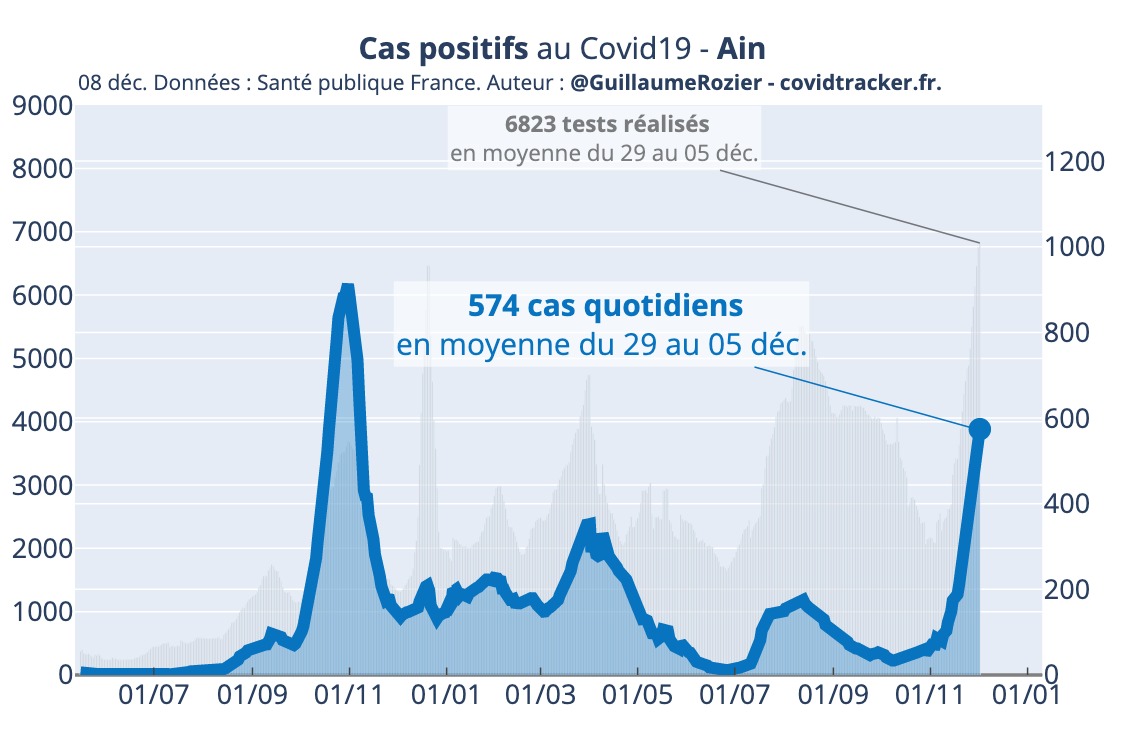 Cas positifs au Covid19 - Ain
08 déc. Données : Santé publique France. Auteur : @GuillaumeRozier - covidtracker.fr.
6823 tests réalisés
en moyenne du 29 au 05 déc.
574 cas quotidiens
en moyenne du 29 au 05 déc.
9000
8000
7000
6000
5000
4000
3000
2000
1000
0
1200
1000
800
600
400
200
0
01/07 01/09 01/11 01/01 01/03 01/05 01/07 01/09 01/11 01/01